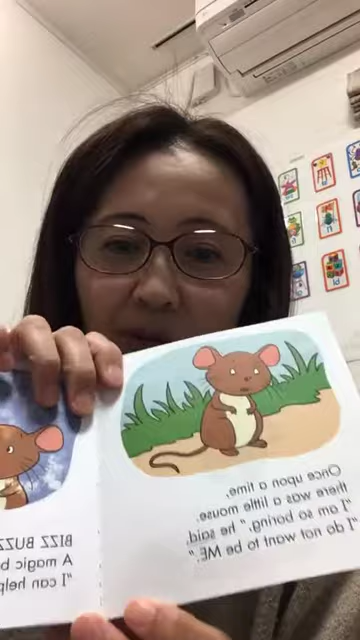 Once upon a time,
there was a little mouse.
"I am so boring," he said.
"I do not want to be ME."
BIZZ BUZZ
A magic b
"I can help